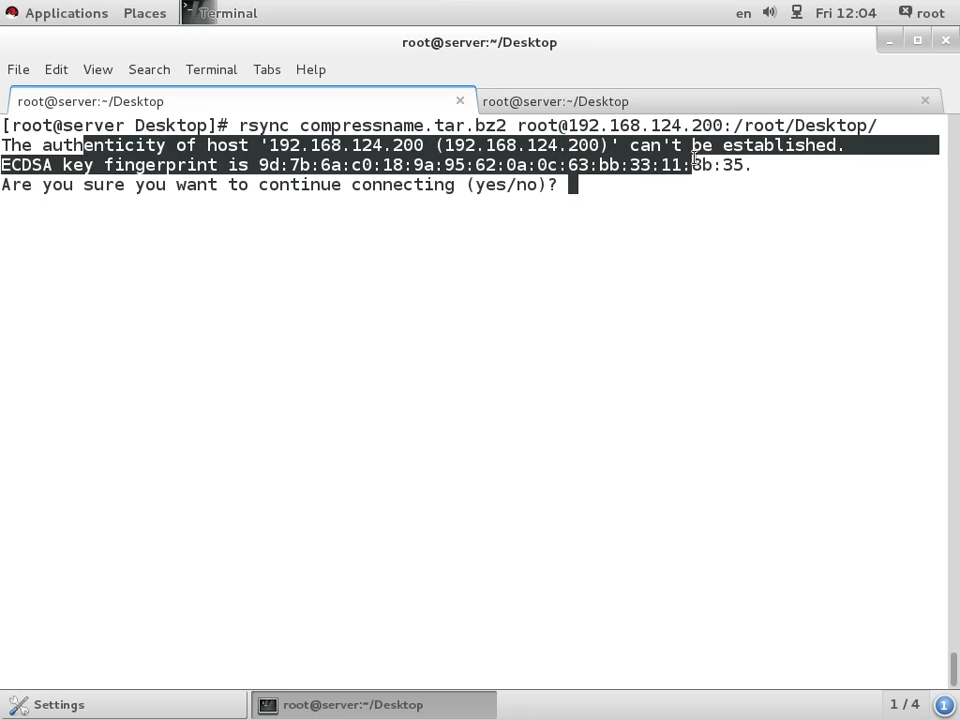 Applications Places Terminal en Fri 12:04 root
root@server:~/Desktop
File Edit View Search Terminal Tabs Help
root@server:~/Desktop root@server:~/Desktop
[root@server Desktop]# rsync compressname.tar.bz2 root@192.168.124.200:/root/Desktop/
The authenticity of host '192.168.124.200 (192.168.124.200)' can't be established.
ECDSA key fingerprint is 9d:7b:6a:c0:18:9a:95:62:0a:0c:63:bb:33:11:8b:35.
Are you sure you want to continue connecting (yes/no)?
Settings root@server:~/Desktop 1 / 4 1